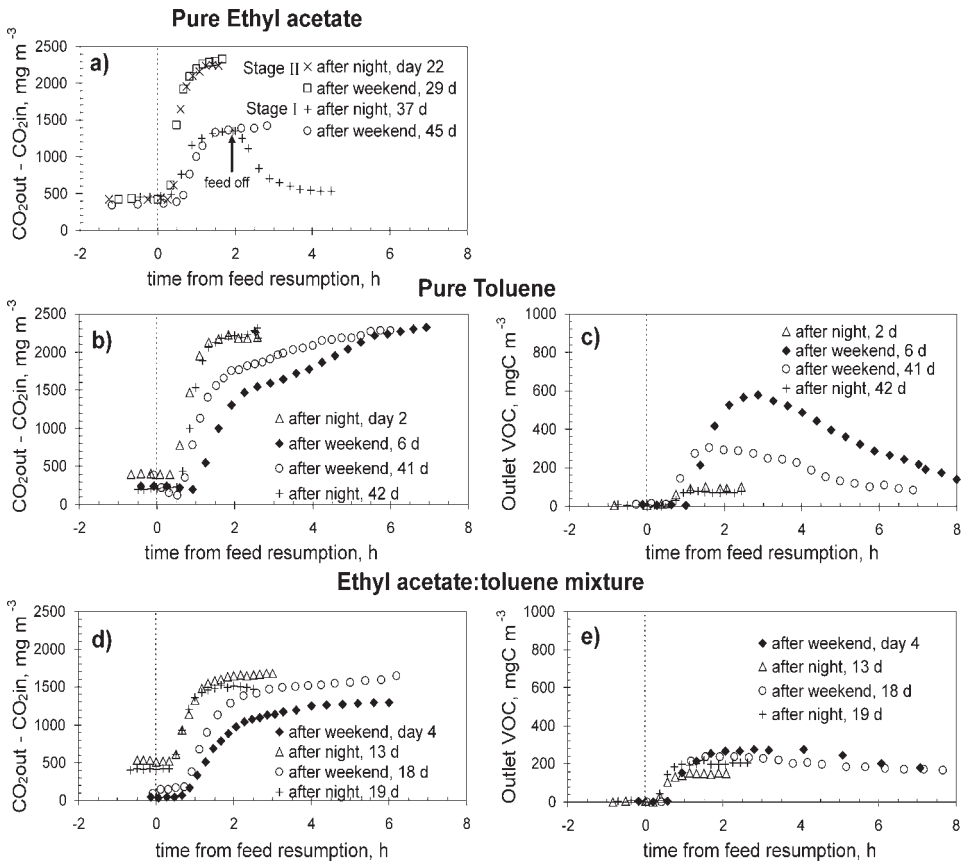 Pure Ethyl acetate
a)
CO₂out - CO₂in, mg m⁻³
2500
2000
1500
1000
500
0
-2 0 2 4 6 8
time from feed resumption, h
Stage II × after night, day 22
□ after weekend, 29 d
Stage I + after night, 37 d
○ after weekend, 45 d
feed off
Pure Toluene
b)
CO₂out - CO₂in, mg m⁻³
2500
2000
1500
1000
500
0
-2 0 2 4 6 8
time from feed resumption, h
△ after night, day 2
◆ after weekend, 6 d
○ after weekend, 41 d
+ after night, 42 d
c)
Outlet VOC, mgC m⁻³
1000
800
600
400
200
0
-2 0 2 4 6 8
time from feed resumption, h
△ after night, 2 d
◆ after weekend, 6 d
○ after weekend, 41 d
+ after night, 42 d
Ethyl acetate:toluene mixture
d)
CO₂out - CO₂in, mg m⁻³
2500
2000
1500
1000
500
0
-2 0 2 4 6 8
time from feed resumption, h
◆ after weekend, day 4
△ after night, 13 d
○ after weekend, 18 d
+ after night, 19 d
e)
Outlet VOC, mgC m⁻³
1000
800
600
400
200
0
-2 0 2 4 6 8
time from feed resumption, h
◆ after weekend, day 4
△ after night, 13 d
○ after weekend, 18 d
+ after night, 19 d